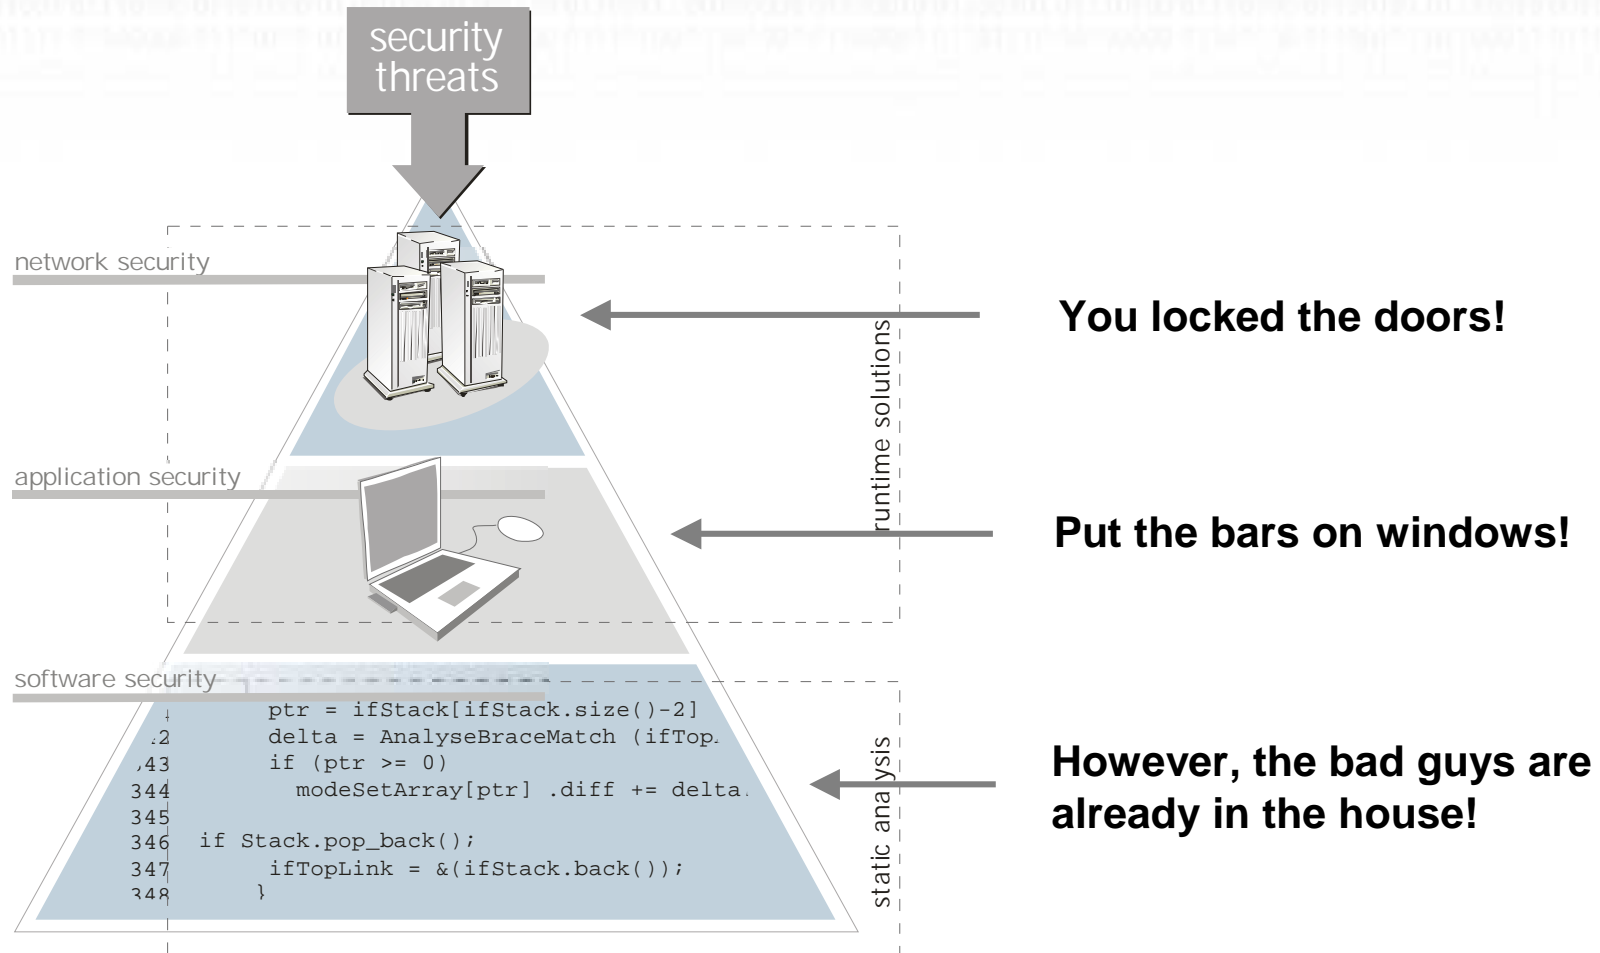 security
threats
network security
You locked the doors!
runtime solutions
application security
Put the bars on windows!
software security
ptr = ifStack[ifStack.size()-2]
delta = AnalyseBraceMatch (ifTop
343 if (ptr >= 0)
344 modeSetArray[ptr] .diff += delta
345
346 if Stack.pop_back();
347 ifTopLink = &(ifStack.back());
348 }
static analysis
However, the bad guys are
already in the house!